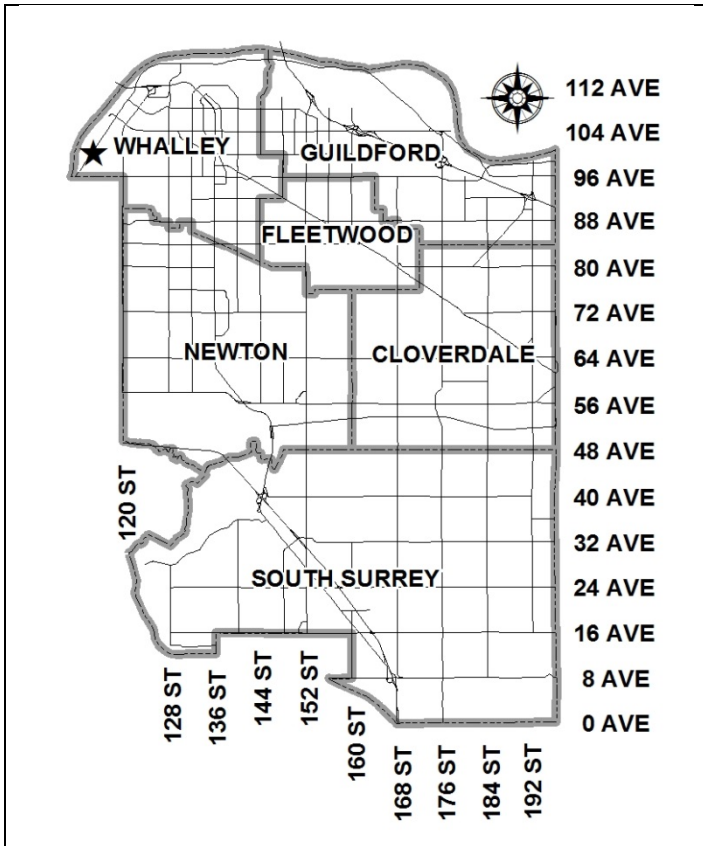 112 AVE
104 AVE
WHALLEY
GUILDFORD
96 AVE
88 AVE
FLEETWOOD
80 AVE
72 AVE
NEWTON
CLOVERDALE
64 AVE
56 AVE
48 AVE
120 ST
40 AVE
32 AVE
SOUTH SURREY
24 AVE
16 AVE
8 AVE
0 AVE
128 ST
136 ST
144 ST
152 ST
160 ST
168 ST
176 ST
184 ST
192 ST